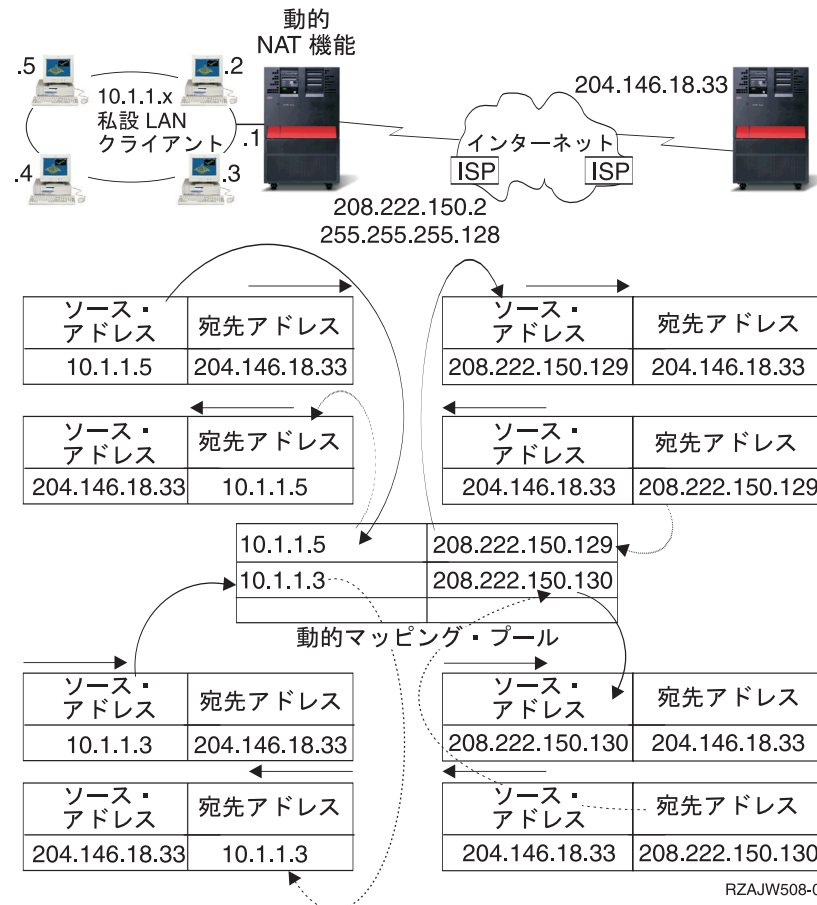 動的
NAT 機能
.5
.2
10.1.1.x
私設 LAN
クライアント
.1
.4
.3
204.146.18.33
インターネット
ISP
ISP
208.222.150.2
255.255.255.128
ソース・
アドレス
宛先アドレス
10.1.1.5
204.146.18.33
ソース・
アドレス
宛先アドレス
208.222.150.129
204.146.18.33
ソース・
アドレス
宛先アドレス
204.146.18.33
10.1.1.5
ソース・
アドレス
宛先アドレス
204.146.18.33
208.222.150.129
10.1.1.5
208.222.150.129
10.1.1.3
208.222.150.130
動的マッピング・プール
ソース・
アドレス
宛先アドレス
10.1.1.3
204.146.18.33
ソース・
アドレス
宛先アドレス
208.222.150.130
204.146.18.33
ソース・
アドレス
宛先アドレス
204.146.18.33
10.1.1.3
ソース・
アドレス
宛先アドレス
204.146.18.33
208.222.150.130
RZAJW508-0